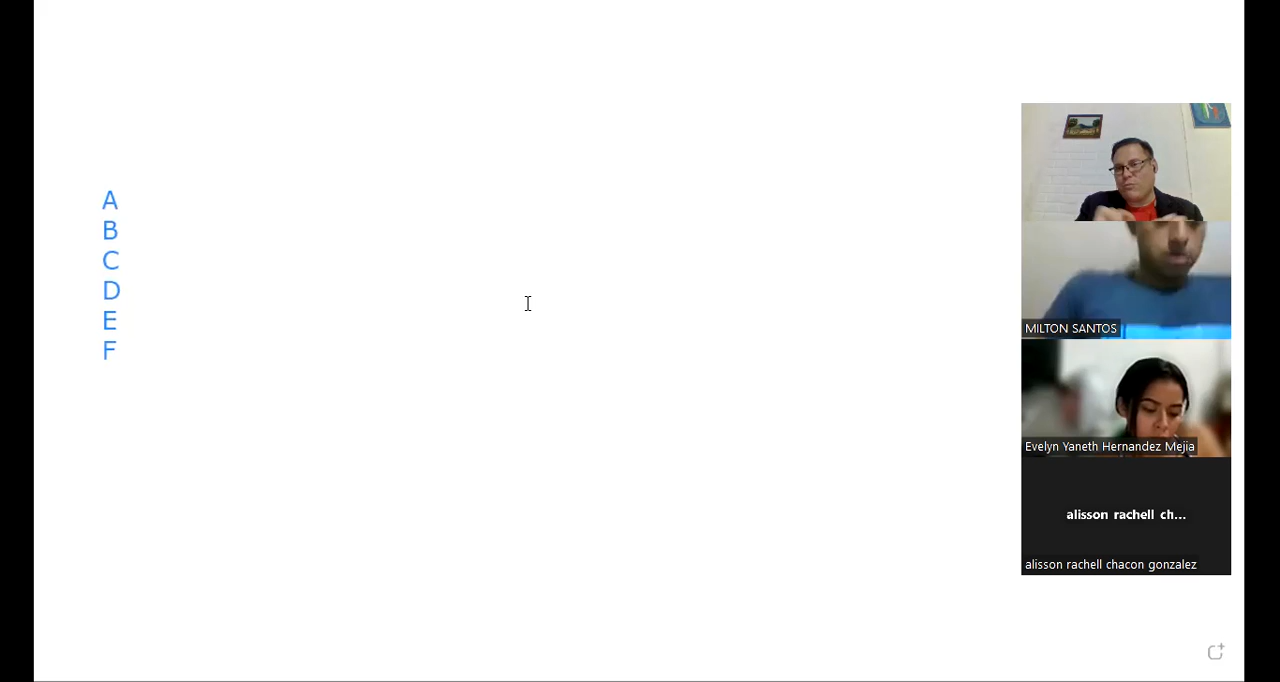 A
B
C
D
E
F
MILTON SANTOS
Evelyn Yaneth Hernandez Mejia
alisson rachell ch...
alisson rachell chacon gonzalez